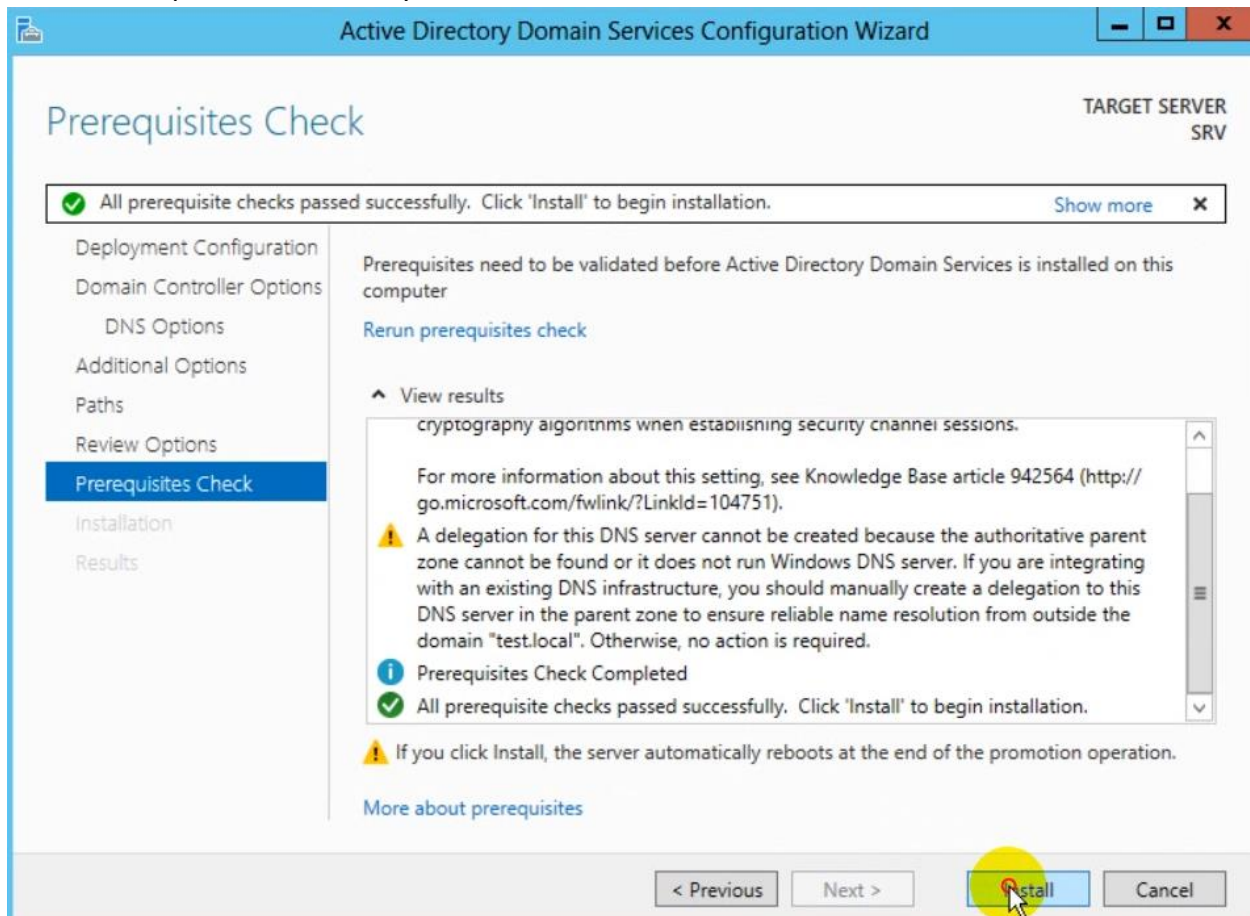 Active Directory Domain Services Configuration Wizard
Prerequisites Check
TARGET SERVER
SRV
All prerequisite checks passed successfully. Click 'Install' to begin installation.
Show more
Deployment Configuration
Domain Controller Options
DNS Options
Additional Options
Paths
Review Options
Prerequisites Check
Installation
Results
Prerequisites need to be validated before Active Directory Domain Services is installed on this
computer
Rerun prerequisites check
View results
cryptography algorithms when establishing security channel sessions.
For more information about this setting, see Knowledge Base article 942564 (http://
go.microsoft.com/fwlink/?LinkId=104751).
A delegation for this DNS server cannot be created because the authoritative parent
zone cannot be found or it does not run Windows DNS server. If you are integrating
with an existing DNS infrastructure, you should manually create a delegation to this
DNS server in the parent zone to ensure reliable name resolution from outside the
domain "test.local". Otherwise, no action is required.
Prerequisites Check Completed
All prerequisite checks passed successfully. Click 'Install' to begin installation.
If you click Install, the server automatically reboots at the end of the promotion operation.
More about prerequisites
< Previous
Next >
Install
Cancel